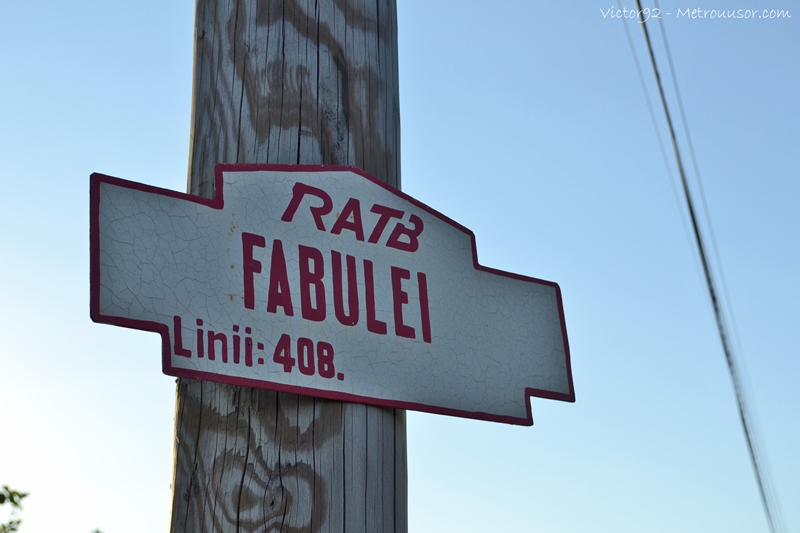 Victor92 - Metrouusor.com
RATB
FABULEI
Linii: 408.